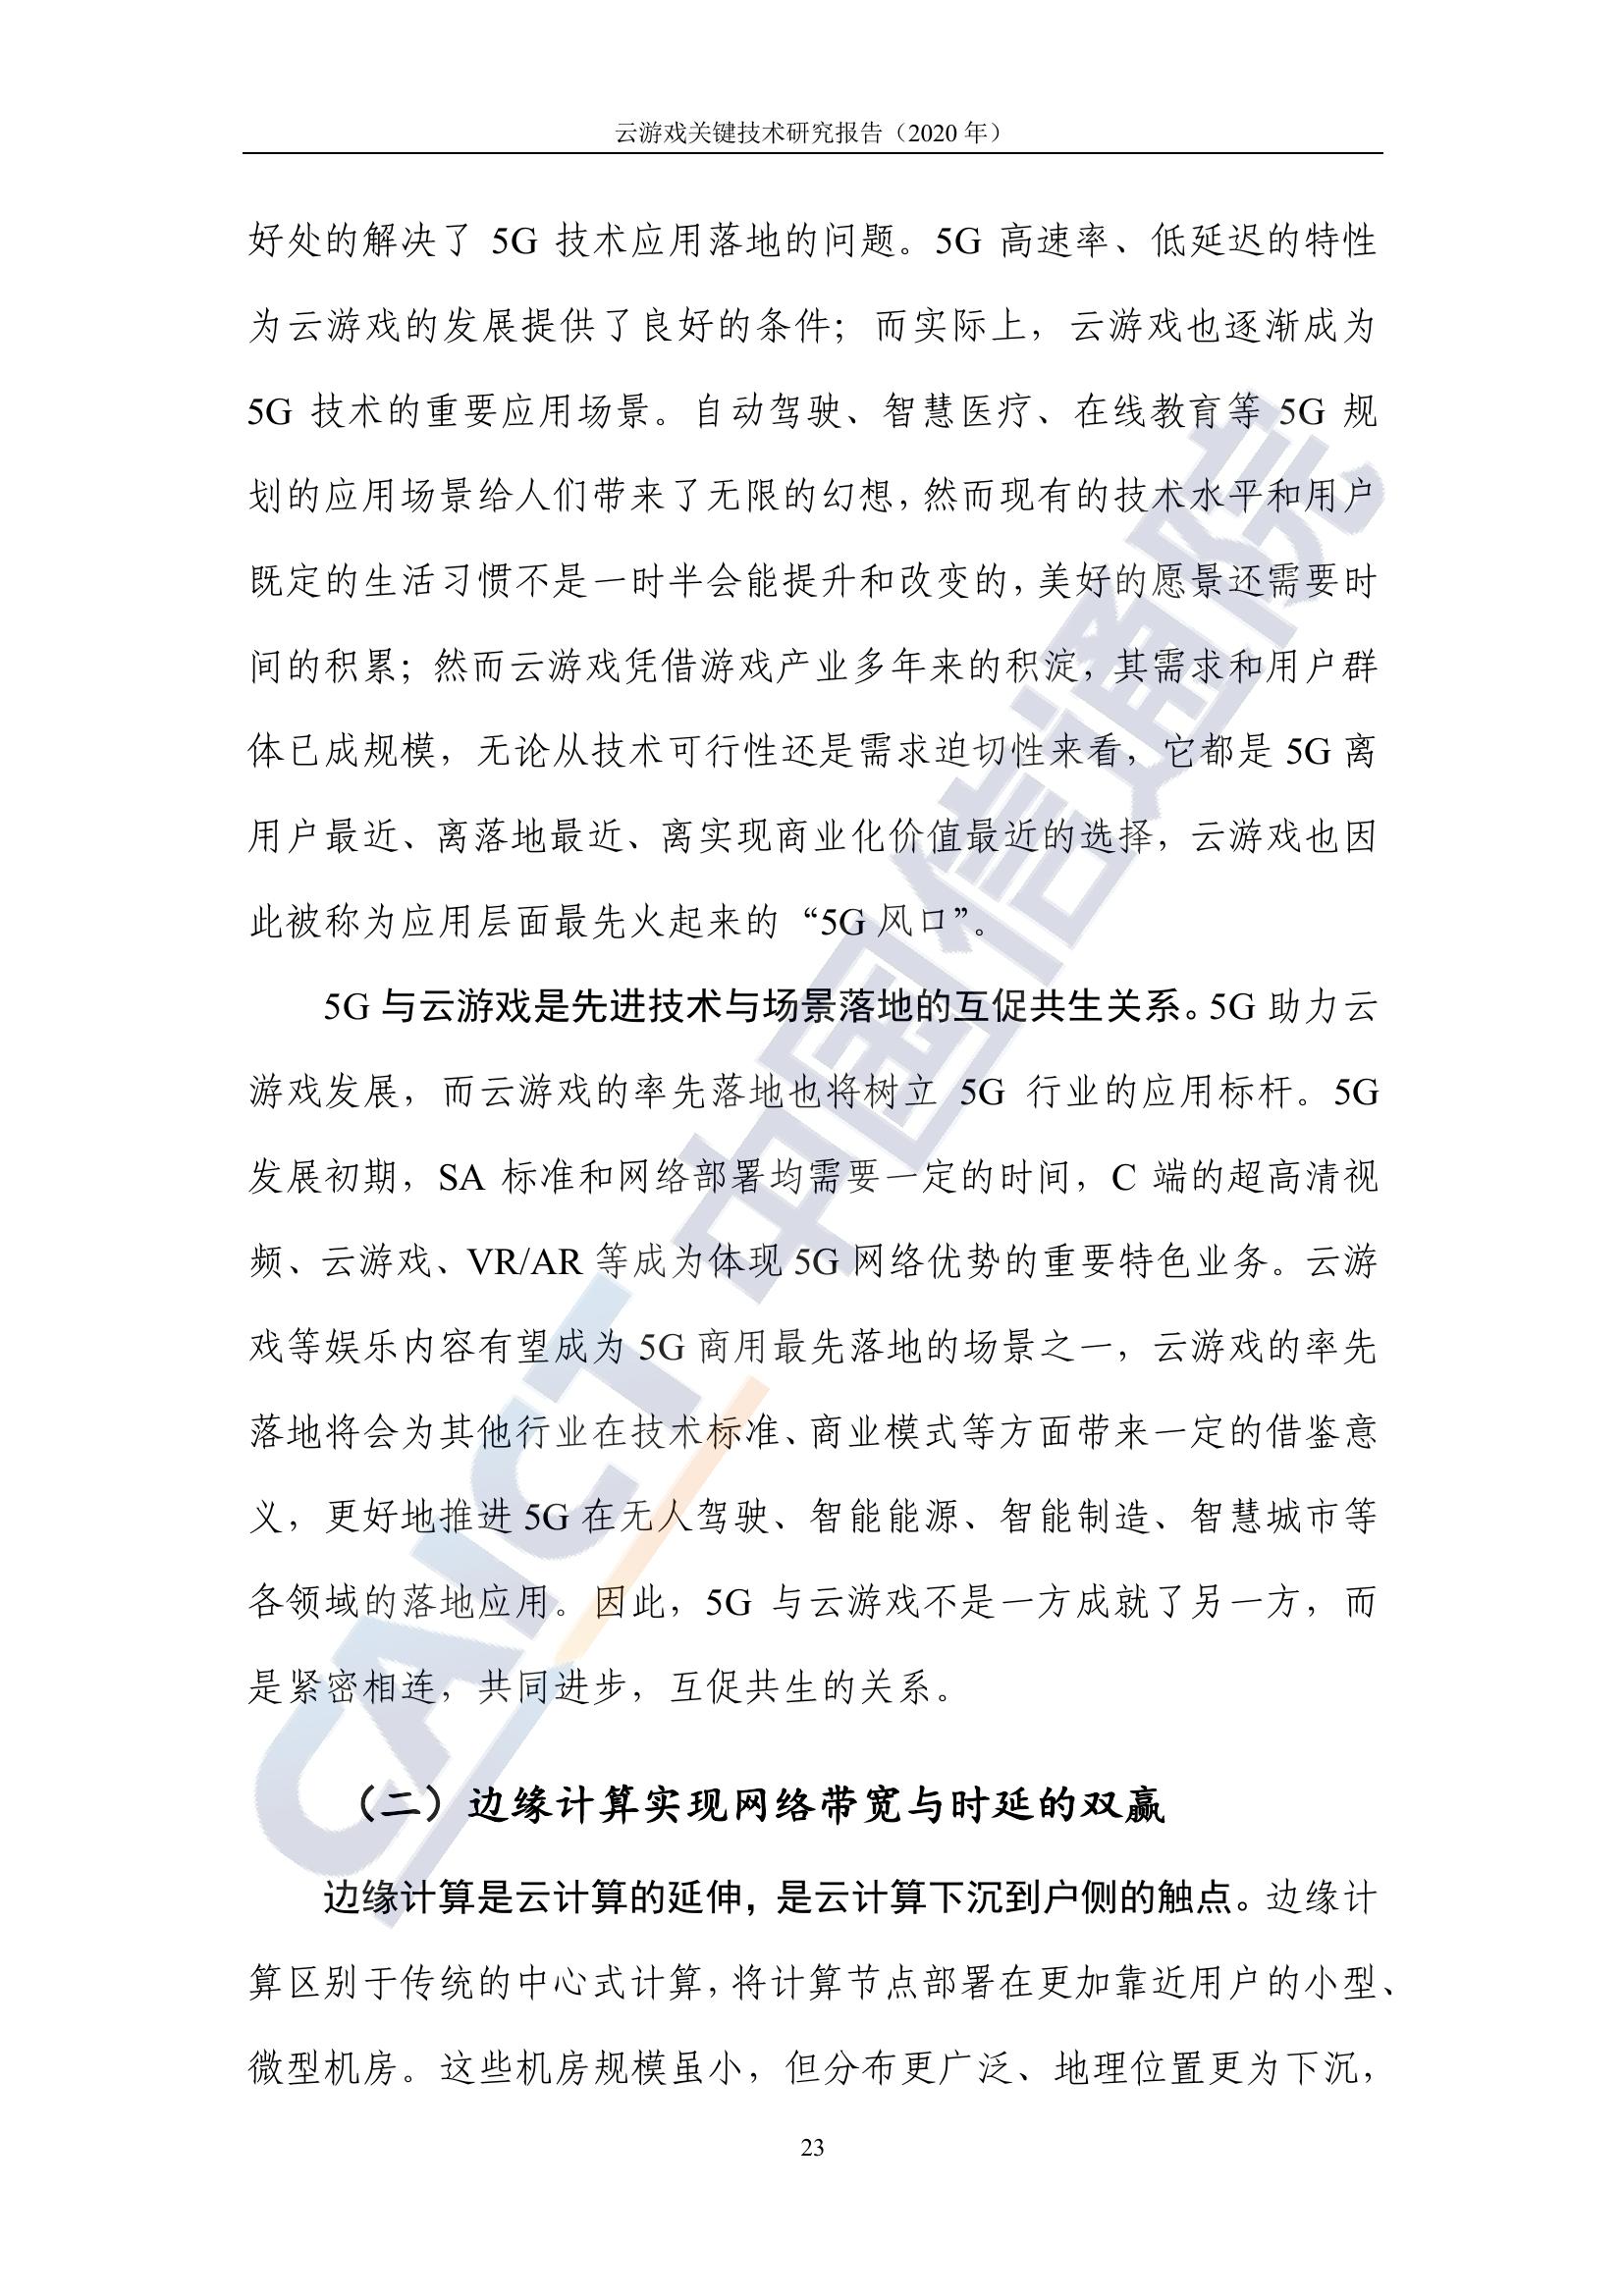 云游戏关键技术研究报告（2020 年）
好处的解决了 5G 技术应用落地的问题。5G 高速率、低延迟的特性
为云游戏的发展提供了良好的条件；而实际上，云游戏也逐渐成为
5G 技术的重要应用场景。自动驾驶、智慧医疗、在线教育等 5G 规
划的应用场景给人们带来了无限的幻想，然而现有的技术水平和用户
既定的生活习惯不是一时半会能提升和改变的，美好的愿景还需要时
间的积累；然而云游戏凭借游戏产业多年来的积淀，其需求和用户群
体已成规模，无论从技术可行性还是需求迫切性来看，它都是 5G 离
用户最近、离落地最近、离实现商业化价值最近的选择，云游戏也因
此被称为应用层面最先火起来的“5G 风口”。
5G 与云游戏是先进技术与场景落地的互促共生关系。5G 助力云
游戏发展，而云游戏的率先落地也将树立 5G 行业的应用标杆。5G
发展初期，SA 标准和网络部署均需要一定的时间，C 端的超高清视
频、云游戏、VR/AR 等成为体现 5G 网络优势的重要特色业务。云游
戏等娱乐内容有望成为 5G 商用最先落地的场景之一，云游戏的率先
落地将会为其他行业在技术标准、商业模式等方面带来一定的借鉴意
义，更好地推进 5G 在无人驾驶、智能能源、智能制造、智慧城市等
各领域的落地应用。因此，5G 与云游戏不是一方成就了另一方，而
是紧密相连，共同进步，互促共生的关系。
（二）边缘计算实现网络带宽与时延的双赢
边缘计算是云计算的延伸，是云计算下沉到户侧的触点。边缘计
算区别于传统的中心式计算，将计算节点部署在更加靠近用户的小型、
微型机房。这些机房规模虽小，但分布更广泛、地理位置更为下沉，
23
CAICT 中国信通院